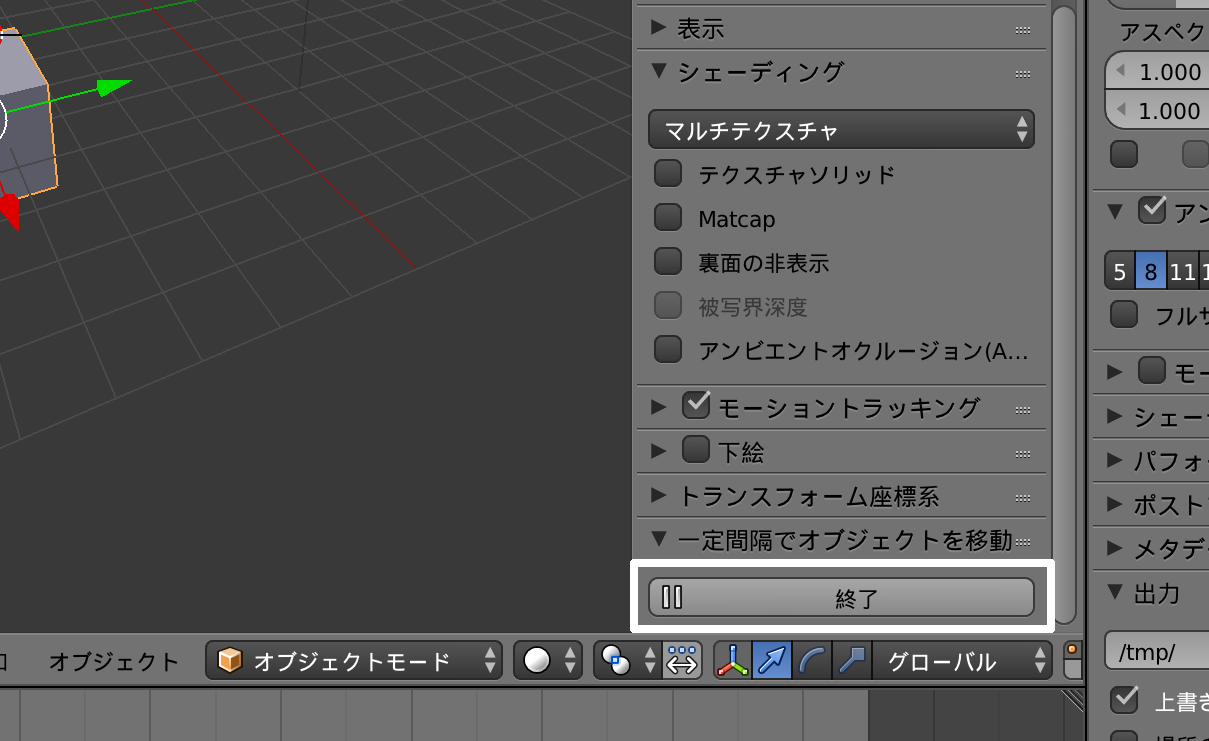 表示
シェーディング
マルチテクスチャ
テクスチャソリッド
Matcap
裏面の非表示
被写界深度
アンビエントオクルージョン(A...
モーショントラッキング
下絵
トランスフォーム座標系
一定間隔でオブジェクトを移動
終了
オブジェクト
オブジェクトモード
グローバル
アスペク
1.000
1.000
アン
5 8 11
フルサ
モー
シェー
パフォ
ポスト
メタデ
出力
/tmp/
上書き